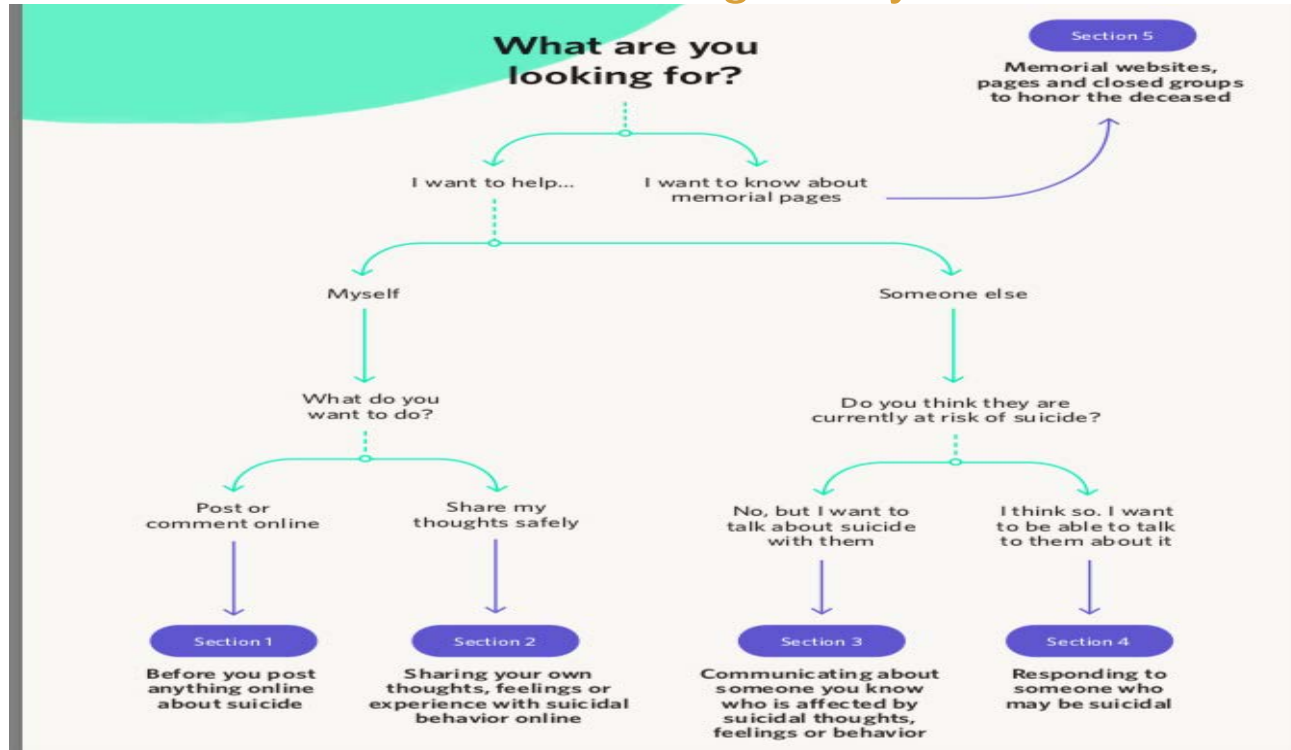 What are you
looking for?
Section 5
Memorial websites,
pages and closed groups
to honor the deceased
I want to help...
I want to know about
memorial pages
Myself
Someone else
What do you
want to do?
Do you think they are
currently at risk of suicide?
Post or
comment online
Share my
thoughts safely
No, but I want to
talk about suicide
with them
I think so. I want
to be able to talk
to them about it
Section 1
Before you post
anything online
about suicide
Section 2
Sharing your own
thoughts, feelings or
experience with suicidal
behavior online
Section 3
Communicating about
someone you know
who is affected by
suicidal thoughts,
feelings or behavior
Section 4
Responding to
someone who
may be suicidal